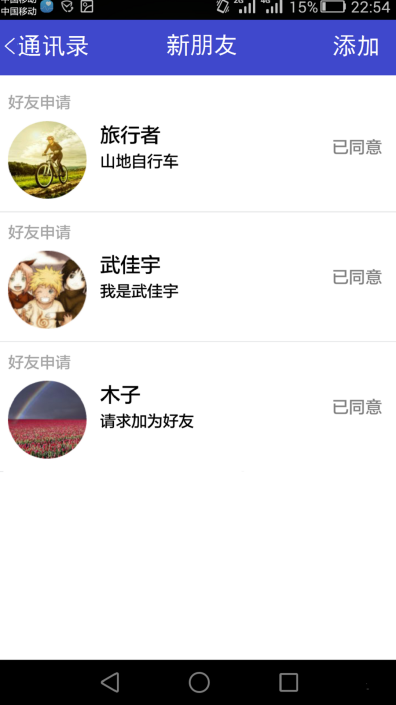 中国移动
中国移动
2G
4G
15%
22:54
通讯录
新朋友
添加
好友申请
旅行者
山地自行车
已同意
好友申请
武佳宇
我是武佳宇
已同意
好友申请
木子
请求加为好友
已同意